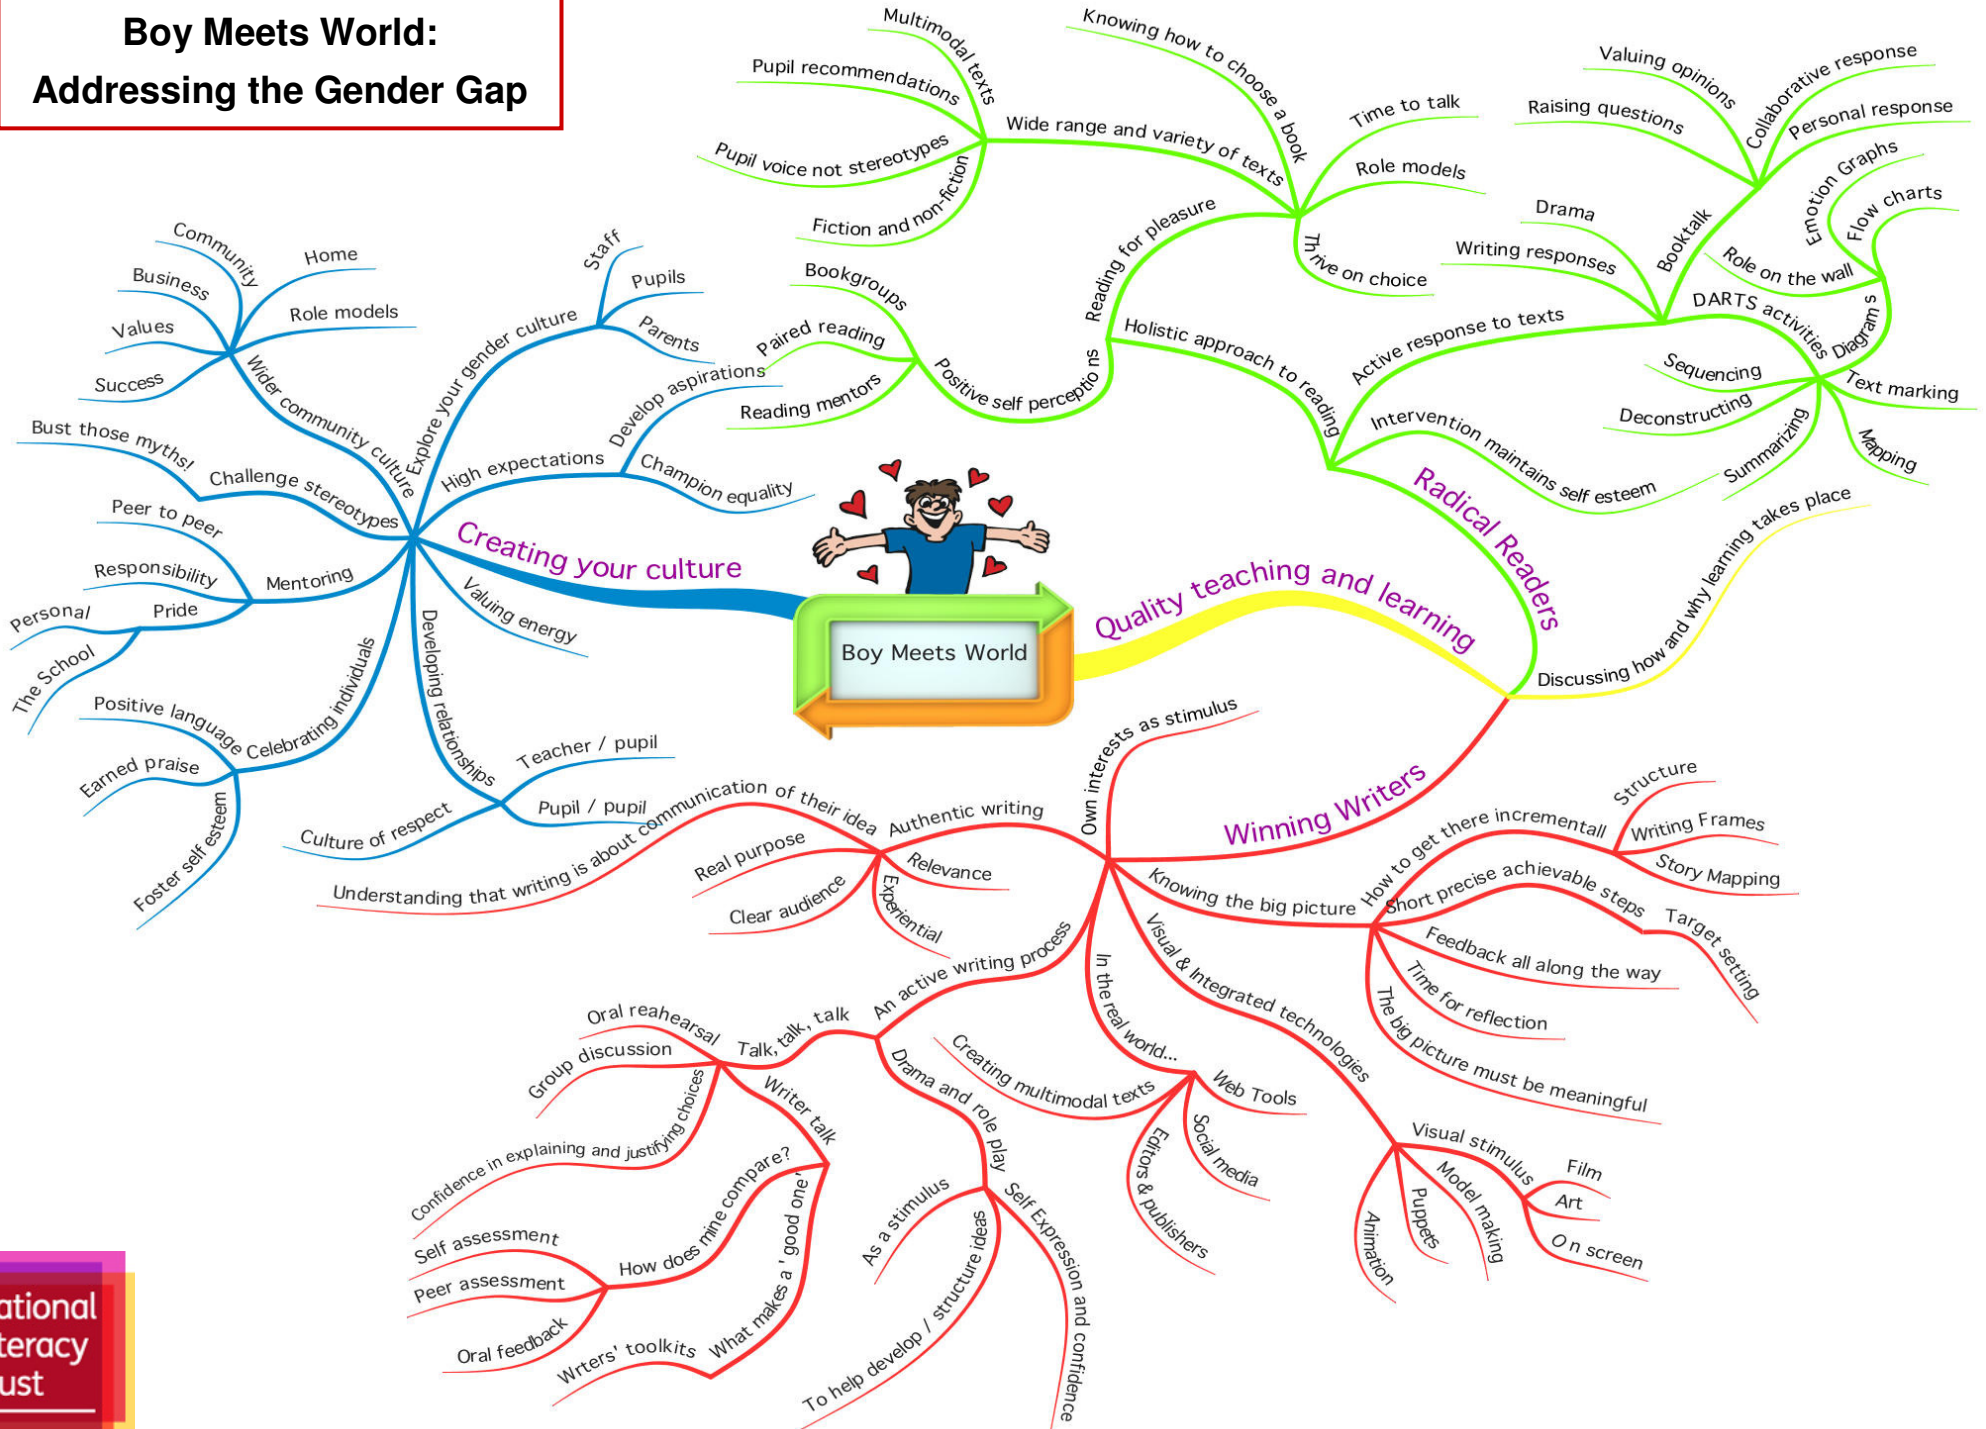 Boy Meets World:
Addressing the Gender Gap
Boy Meets World
Creating your culture
Wider community culture
Community
Home
Business
Role models
Values
Success
Explore your gender culture
Staff
Pupils
Parents
High expectations
Develop aspirations
Champion equality
Challenge stereotypes
Bust those myths!
Mentoring
Peer to peer
Responsibility
Pride
Personal
The School
Celebrating individuals
Positive language
Earned praise
Foster self esteem
Developing relationships
Teacher / pupil
Pupil / pupil
Culture of respect
Valuing energy
Quality teaching and learning
Discussing how and why learning takes place
Radical Readers
Holistic approach to reading
Reading for pleasure
Wide range and variety of texts
Multimodal texts
Pupil recommendations
Pupil voice not stereotypes
Fiction and non-fiction
Knowing how to choose a book
Time to talk
Role models
Thrive on choice
Positive self perceptio ns
Bookgroups
Paired reading
Reading mentors
Active response to texts
Drama
Writing responses
Booktalk
Valuing opinions
Raising questions
Collaborative response
Personal response
DARTS activities
Diagram s
Emotion Graphs
Flow charts
Role on the wall
Sequencing
Deconstructing
Summarizing
Text marking
Mapping
Intervention maintains self esteem
Winning Writers
Own interests as stimulus
Authentic writing
Understanding that writing is about communication of their idea
Real purpose
Clear audience
Experiential
Relevance
An active writing process
Talk, talk, talk
Oral reahearsal
Group discussion
Confidence in explaining and justifying choices
Writer talk
How does mine compare?
Self assessment
Peer assessment
Oral feedback
What makes a ' good one'
Wrters' toolkits
Drama and role play
As a stimulus
To help develop / structure ideas
Self Expression and confidence
In the real world...
Creating multimodal texts
Editors & publishers
Social media
Web Tools
Visual & Integrated technologies
Visual stimulus
Film
Art
O n screen
Model making
Puppets
Animation
Knowing the big picture
How to get there incrementall
Structure
Writing Frames
Story Mapping
Short precise achievable steps
Target setting
Feedback all along the way
Time for reflection
The big picture must be meaningful
ational
teracy
ust